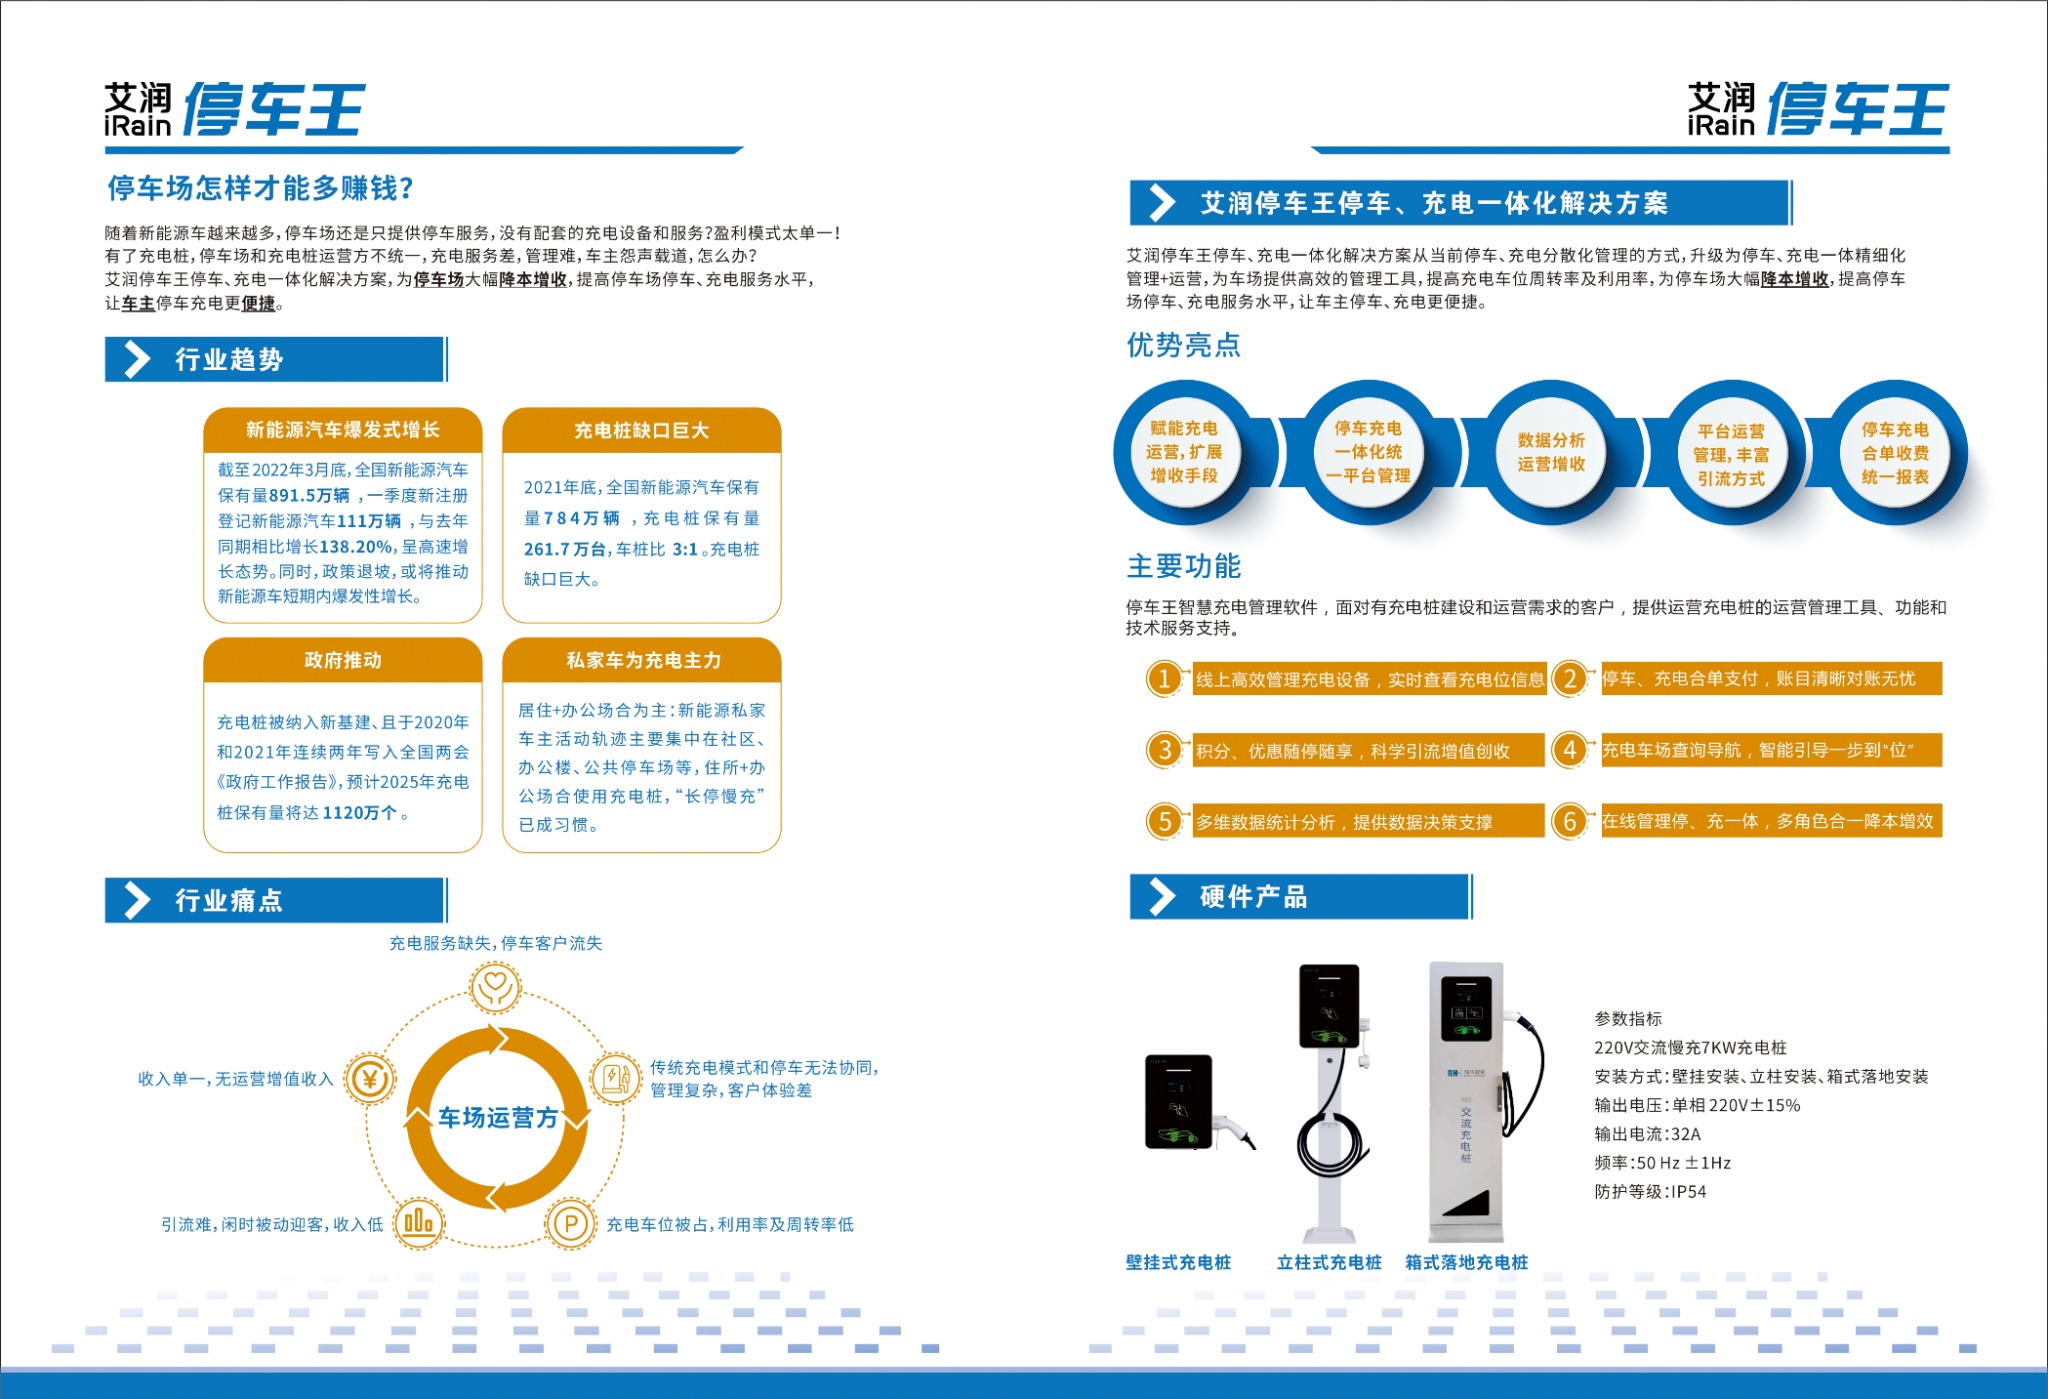 艾润
iRain
停车王
停车场怎样才能多赚钱？
随着新能源车越来越多，停车场还是只提供停车服务，没有配套的充电设备和服务？盈利模式太单一！
有了充电桩，停车场和充电桩运营方不统一，充电服务差，管理难，车主怨声载道，怎么办？
艾润停车王停车、充电一体化解决方案，为停车场大幅降本增收，提高停车场停车、充电服务水平，
让车主停车充电更便捷。
行业趋势
新能源汽车爆发式增长
截至2022年3月底，全国新能源汽车
保有量891.5万辆，一季度新注册
登记新能源汽车111万辆，与去年
同期相比增长138.20%，呈高速增
长态势。同时，政策退坡，或将推动
新能源车短期内爆发性增长。
充电桩缺口巨大
2021年底，全国新能源汽车保有
量784万辆，充电桩保有量
261.7万台，车桩比 3:1。充电桩
缺口巨大。
政府推动
充电桩被纳入新基建、且于2020年
和2021年连续两年写入全国两会
《政府工作报告》，预计2025年充电
桩保有量将达 1120万个。
私家车为充电主力
居住+办公场合为主：新能源私家
车主活动轨迹主要集中在社区、
办公楼、公共停车场等，住所+办
公场合使用充电桩，“长停慢充”
已成习惯。
行业痛点
充电服务缺失，停车客户流失
收入单一，无运营增值收入
传统充电模式和停车无法协同，
管理复杂，客户体验差
车场运营方
引流难，闲时被动迎客，收入低
充电车位被占，利用率及周转率低
艾润
iRain
停车王
艾润停车王停车、充电一体化解决方案
艾润停车王停车、充电一体化解决方案从当前停车、充电分散化管理的方式，升级为停车、充电一体精细化
管理+运营，为车场提供高效的管理工具，提高充电车位周转率及利用率，为停车场大幅降本增收，提高停车
场停车、充电服务水平，让车主停车、充电更便捷。
优势亮点
赋能充电
运营，扩展
增收手段
停车充电
一体化统
一平台管理
数据分析
运营增收
平台运营
管理，丰富
引流方式
停车充电
合单收费
统一报表
主要功能
停车王智慧充电管理软件，面对有充电桩建设和运营需求的客户，提供运营充电桩的运营管理工具、功能和
技术服务支持。
1 线上高效管理充电设备，实时查看充电位信息
2 停车、充电合单支付，账目清晰对账无忧
3 积分、优惠随停随享，科学引流增值创收
4 充电车场查询导航，智能引导一步到“位”
5 多维数据统计分析，提供数据决策支撑
6 在线管理停、充一体，多角色合一降本增效
硬件产品
交流充电桩
参数指标
220V交流慢充7KW充电桩
安装方式：壁挂安装、立柱安装、箱式落地安装
输出电压：单相220V±15%
输出电流：32A
频率：50 Hz ±1Hz
防护等级：IP54
壁挂式充电桩
立柱式充电桩
箱式落地充电桩